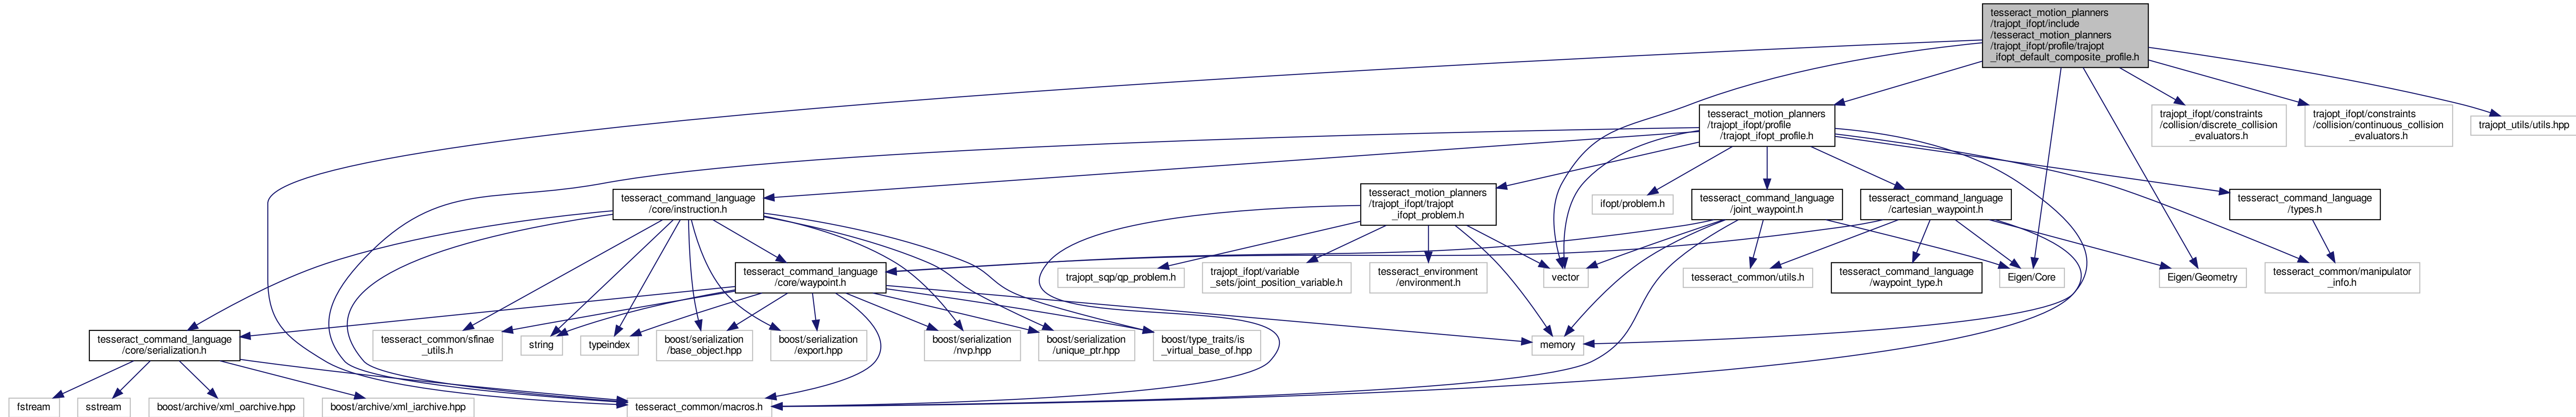 tesseract_motion_planners
/trajopt_ifopt/include
/tesseract_motion_planners
/trajopt_ifopt/profile/trajopt
_ifopt_default_composite_profile.h
tesseract_motion_planners
/trajopt_ifopt/profile
/trajopt_ifopt_profile.h
trajopt_ifopt/constraints
/collision/discrete_collision
_evaluators.h
trajopt_ifopt/constraints
/collision/continuous_collision
_evaluators.h
trajopt_utils/utils.hpp
tesseract_command_language
/core/instruction.h
tesseract_motion_planners
/trajopt_ifopt/trajopt
_ifopt_problem.h
ifopt/problem.h
tesseract_command_language
/joint_waypoint.h
tesseract_command_language
/cartesian_waypoint.h
tesseract_command_language
/types.h
tesseract_command_language
/core/waypoint.h
trajopt_sqp/qp_problem.h
trajopt_ifopt/variable
_sets/joint_position_variable.h
tesseract_environment
/environment.h
vector
tesseract_common/utils.h
tesseract_command_language
/waypoint_type.h
Eigen/Core
Eigen/Geometry
tesseract_common/manipulator
_info.h
tesseract_command_language
/core/serialization.h
tesseract_common/sfinae
_utils.h
string
typeindex
boost/serialization
/base_object.hpp
boost/serialization
/export.hpp
boost/serialization
/nvp.hpp
boost/serialization
/unique_ptr.hpp
boost/type_traits/is
_virtual_base_of.hpp
memory
fstream
sstream
boost/archive/xml_oarchive.hpp
boost/archive/xml_iarchive.hpp
tesseract_common/macros.h